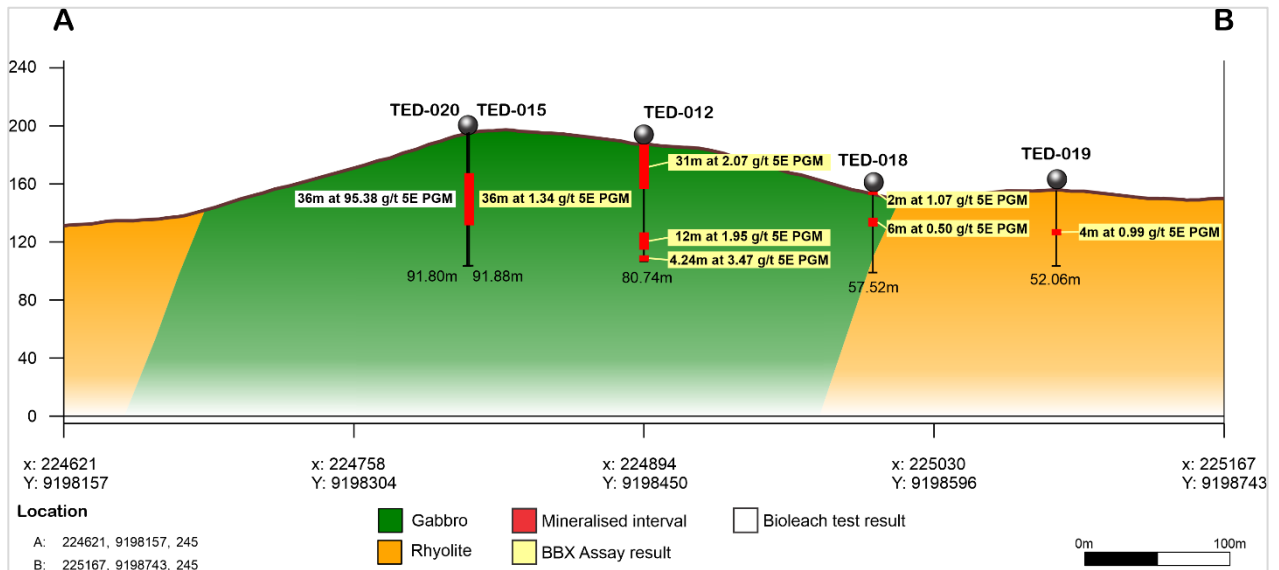 A B
240
200
160
120
80
40
0
TED-020 TED-015
TED-012
TED-018
TED-019
36m at 95.38 g/t 5E PGM
36m at 1.34 g/t 5E PGM
31m at 2.07 g/t 5E PGM
12m at 1.95 g/t 5E PGM
4.24m at 3.47 g/t 5E PGM
2m at 1.07 g/t 5E PGM
6m at 0.50 g/t 5E PGM
4m at 0.99 g/t 5E PGM
91.80m 91.88m
80.74m
57.52m
52.06m
x: 224621
Y: 9198157
x: 224758
Y: 9198304
x: 224894
Y: 9198450
x: 225030
Y: 9198596
x: 225167
Y: 9198743
Location
A: 224621, 9198157, 245
B: 225167, 9198743, 245
Gabbro
Rhyolite
Mineralised interval
BBX Assay result
Bioleach test result
0m 100m